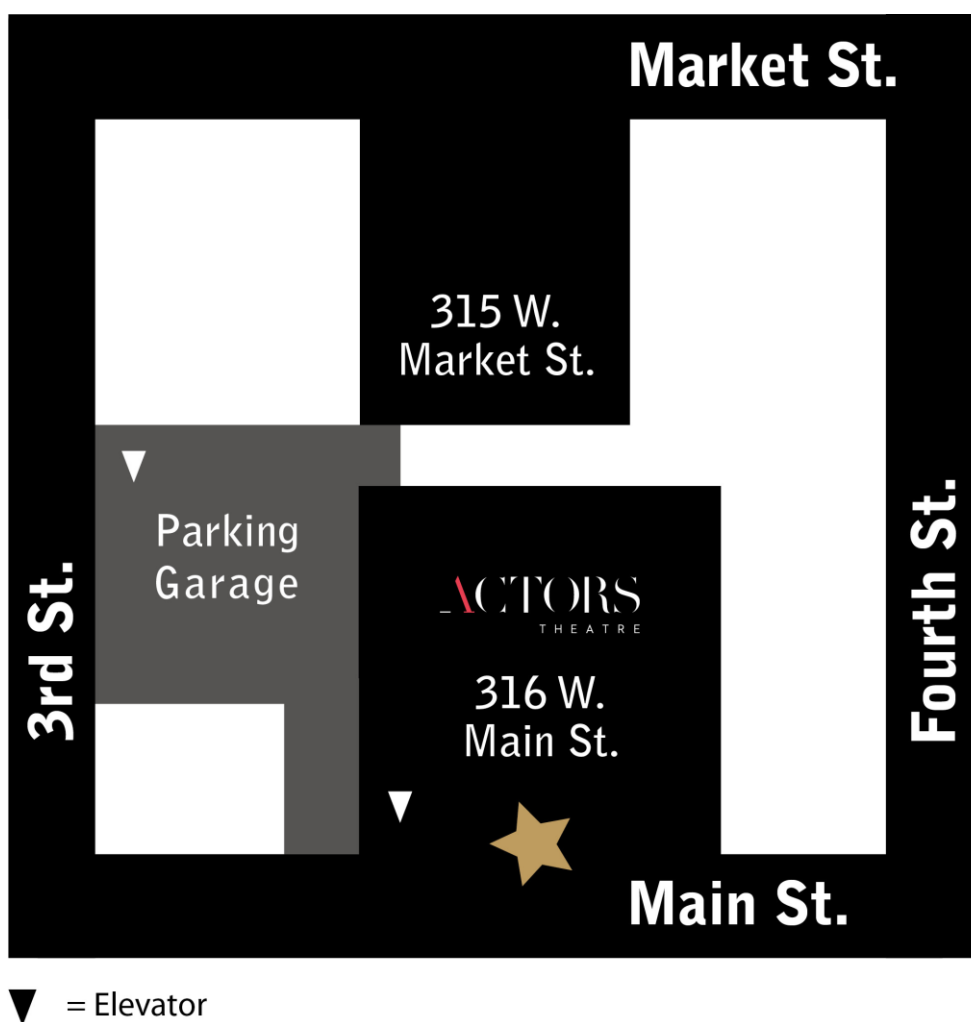 Market St.
315 W.
Market St.
Parking
Garage
3rd St.
ACTORS
THEATRE
316 W.
Main St.
Fourth St.
Main St.
= Elevator